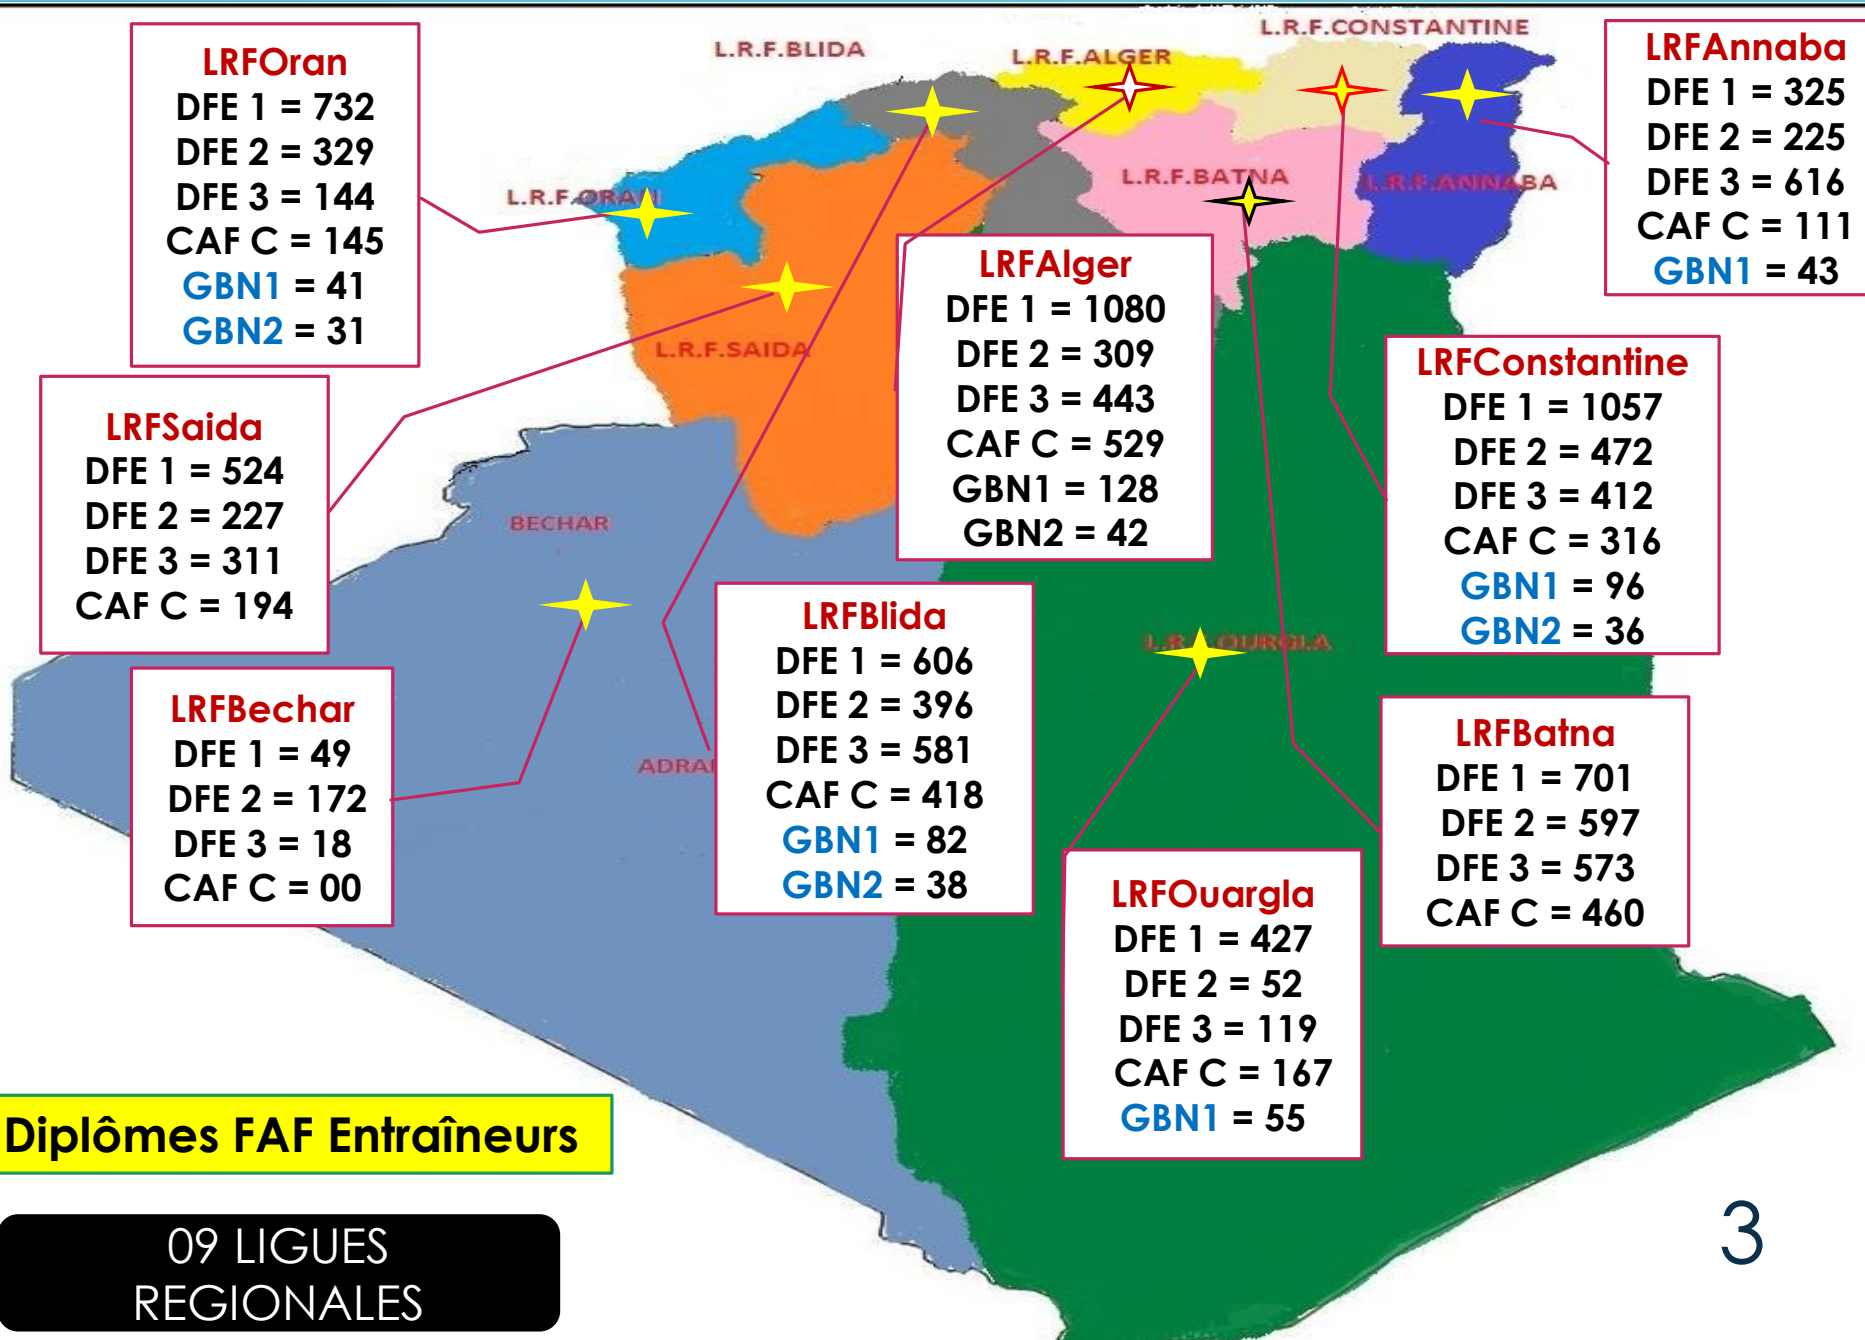 L.R.F.BLIDA
L.R.F.ALGER
L.R.F.CONSTANTINE
L.R.F.ORAN
L.R.F.BATNA
L.R.F.ANNABA
L.R.F.SAIDA
BECHAR
LRFOran
DFE 1 = 732
DFE 2 = 329
DFE 3 = 144
CAF C = 145
GBN1 = 41
GBN2 = 31
LRFAnnaba
DFE 1 = 325
DFE 2 = 225
DFE 3 = 616
CAF C = 111
GBN1 = 43
LRFAlger
DFE 1 = 1080
DFE 2 = 309
DFE 3 = 443
CAF C = 529
GBN1 = 128
GBN2 = 42
LRFConstantine
DFE 1 = 1057
DFE 2 = 472
DFE 3 = 412
CAF C = 316
GBN1 = 96
GBN2 = 36
LRFSaida
DFE 1 = 524
DFE 2 = 227
DFE 3 = 311
CAF C = 194
LRFBlida
DFE 1 = 606
DFE 2 = 396
DFE 3 = 581
CAF C = 418
GBN1 = 82
GBN2 = 38
LRFBechar
DFE 1 = 49
DFE 2 = 172
DFE 3 = 18
CAF C = 00
LRFBatna
DFE 1 = 701
DFE 2 = 597
DFE 3 = 573
CAF C = 460
LRFOuargla
DFE 1 = 427
DFE 2 = 52
DFE 3 = 119
CAF C = 167
GBN1 = 55
Diplômes FAF Entraîneurs
09 LIGUES
REGIONALES
3